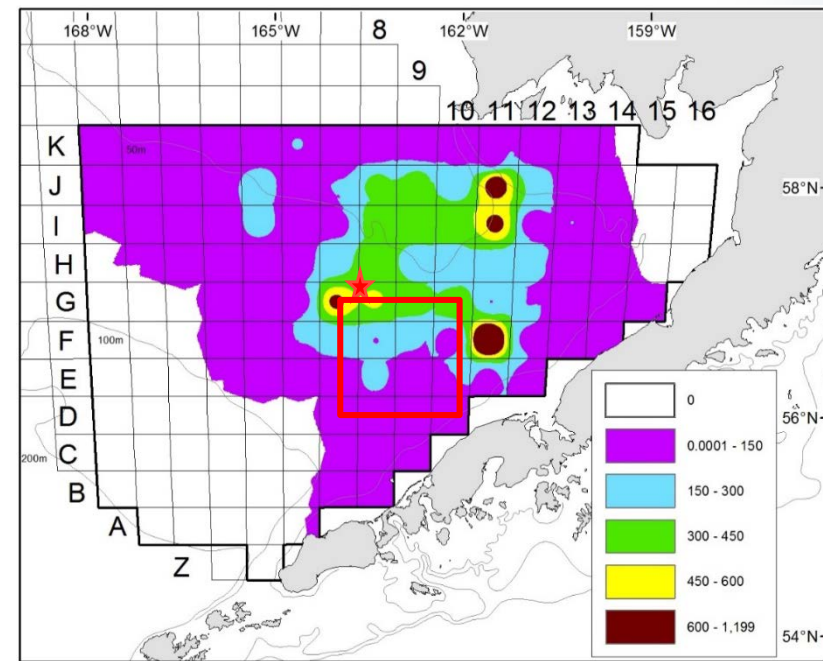 168°W 165°W 162°W 159°W
8
9
10 11 12 13 14 15 16
K
50m
J
58°N
I
H
G
F
100m
E
D
56°N
C
200m
B
A
Z
54°N
0
0.0001 - 150
150 - 300
300 - 450
450 - 600
600 - 1,199